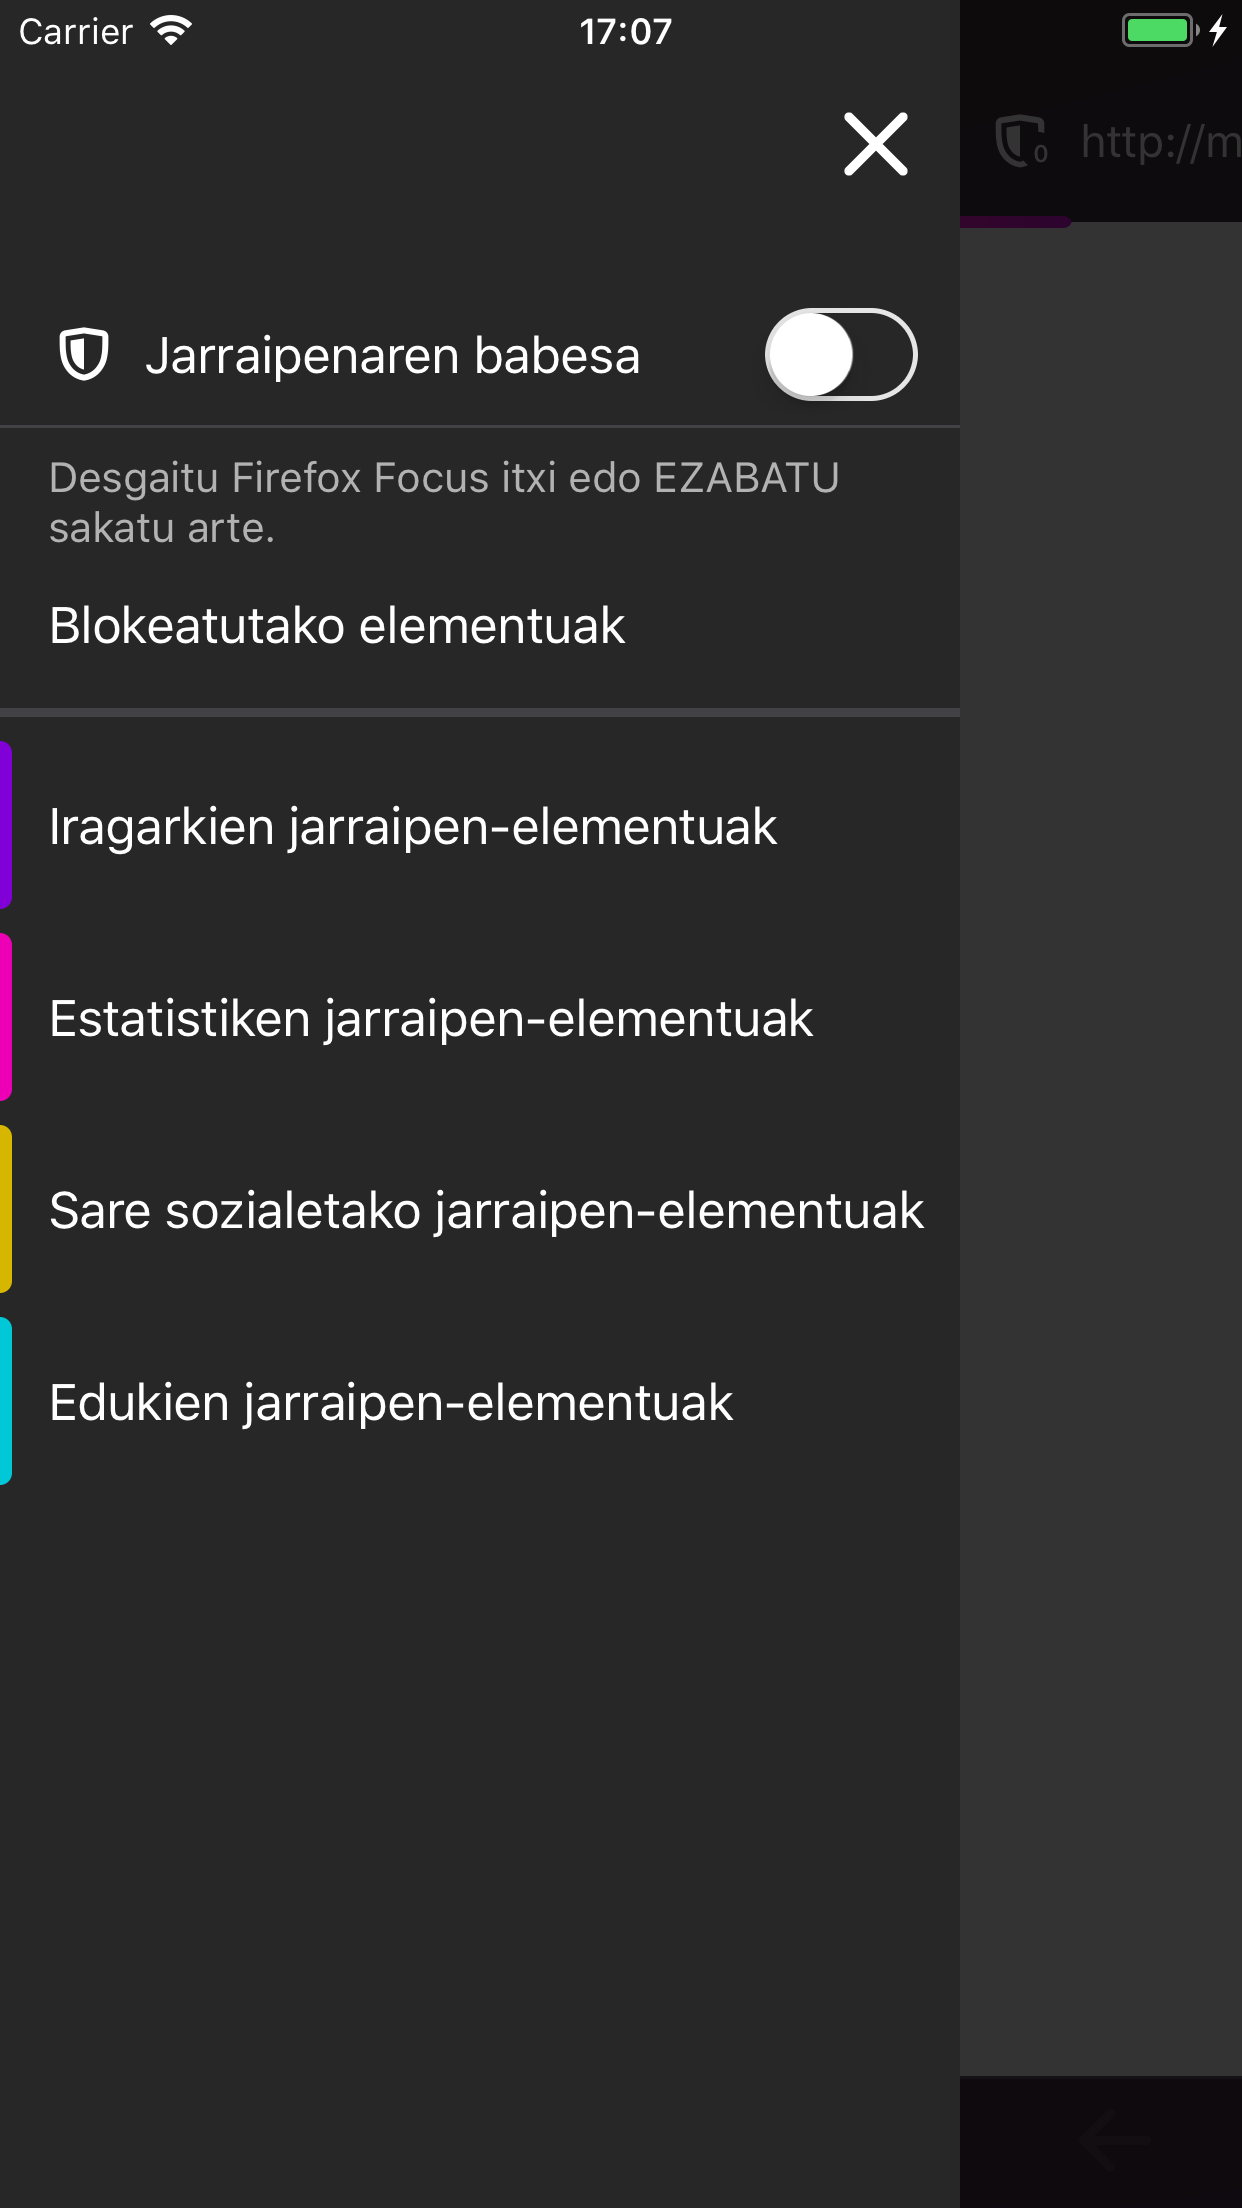 Carrier 17:07
0 http://m
Jarraipenaren babesa
Desgaitu Firefox Focus itxi edo EZABATU
sakatu arte.
Blokeatutako elementuak
Iragarkien jarraipen-elementuak
Estatistiken jarraipen-elementuak
Sare sozialetako jarraipen-elementuak
Edukien jarraipen-elementuak